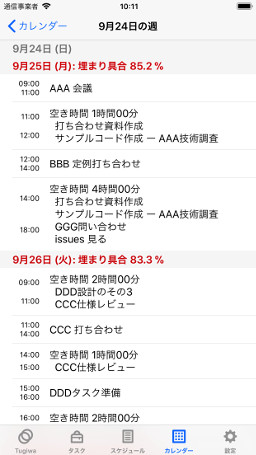 通信事業者 10:11
カレンダー 9月24日の週
9月24日 (日)
9月25日 (月): 埋まり具合 85.2 %
09:00
11:00
AAA 会議
11:00
12:00
空き時間 1時間00分
打ち合わせ資料作成
サンプルコード作成 ー AAA技術調査
12:00
14:00
BBB 定例打ち合わせ
14:00
18:00
空き時間 4時間00分
打ち合わせ資料作成
サンプルコード作成 ー AAA技術調査
GGG問い合わせ
issues 見る
9月26日 (火): 埋まり具合 83.3 %
09:00
11:00
空き時間 2時間00分
DDD設計のその3
CCC仕様レビュー
11:00
14:00
CCC 打ち合わせ
14:00
15:00
空き時間 1時間00分
CCC仕様レビュー
15:00
16:00
DDDタスク準備
16:00
空き時間 2時間00分
Tugiwa タスク スケジュール カレンダー 設定